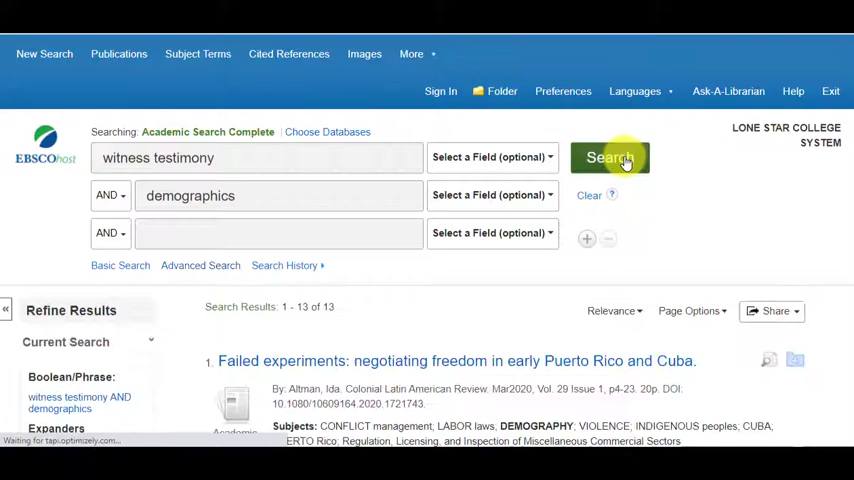 New Search Publications Subject Terms Cited References Images More
Sign In Folder Preferences Languages Ask-A-Librarian Help Exit
EBSCOhost
Searching: Academic Search Complete Choose Databases
LONE STAR COLLEGE
SYSTEM
witness testimony Select a Field (optional) Search
AND demographics Select a Field (optional) Clear ?
AND Select a Field (optional)
Basic Search Advanced Search Search History
«
Refine Results
Current Search
Boolean/Phrase:
witness testimony AND
demographics
Expanders
Search Results: 1 - 13 of 13 Relevance Page Options Share
1. Failed experiments: negotiating freedom in early Puerto Rico and Cuba.
By: Altman, Ida. Colonial Latin American Review. Mar2020, Vol. 29 Issue 1, p4-23. 20p. DOI:
10.1080/10609164.2020.1721743.
Academic
Subjects: CONFLICT management; LABOR laws; DEMOGRAPHY; VIOLENCE; INDIGENOUS peoples; CUBA;
RTO Rico; Regulation, Licensing, and Inspection of Miscellaneous Commercial Sectors
Waiting for tapi.optimzely.com...